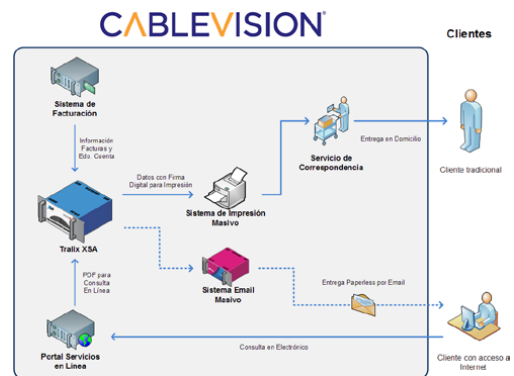 CABLEVISION
Clientes
Sistema de
Facturación
Información
Facturas y
Edo. Cuenta
Datos con Firma
Digital para Impresión
Entrega en Domicilio
Servicio de
Correspondencia
Cliente tradicional
Sistema de Impresión
Masivo
Tralix XSA
PDF para
Consulta
En Línea
Sistema Email
Masivo
Entrega Paperless por Email
Portal Servicios
en Linea
Consulta en Electrónico
Cliente con acceso a
Internet